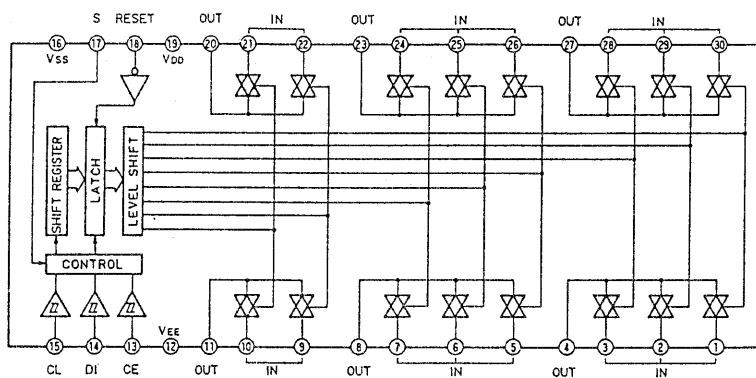 S RESET OUT IN OUT IN OUT IN
16 17 18 19 20 21 22 23 24 25 26 27 28 29 30
VSS VDD
SHIFT REGISTER
LATCH
LEVEL SHIFT
CONTROL
VEE
15 14 13 12 11 10 9 8 7 6 5 4 3 2 1
CL DI CE OUT IN OUT IN OUT IN